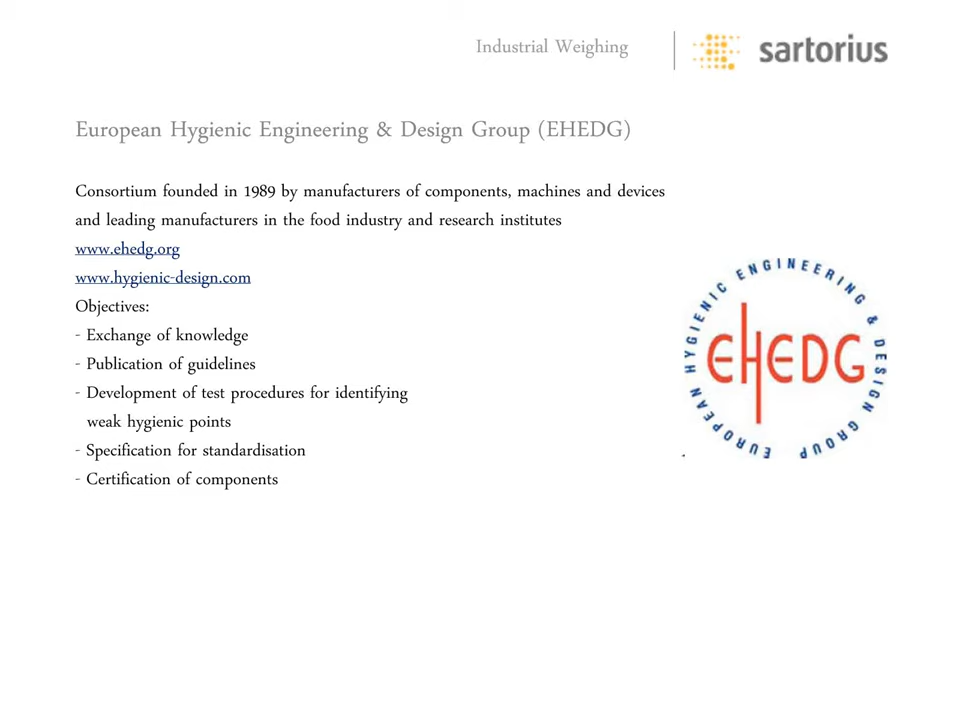 Industrial Weighing
sartorius
European Hygienic Engineering & Design Group (EHEDG)
Consortium founded in 1989 by manufacturers of components, machines and devices
and leading manufacturers in the food industry and research institutes
www.ehedg.org
www.hygienic-design.com
Objectives:
- Exchange of knowledge
- Publication of guidelines
- Development of test procedures for identifying
weak hygienic points
- Specification for standardisation
- Certification of components
EUROPEAN HYGIENIC ENGINEERING & DESIGN GROUP
EHEDG